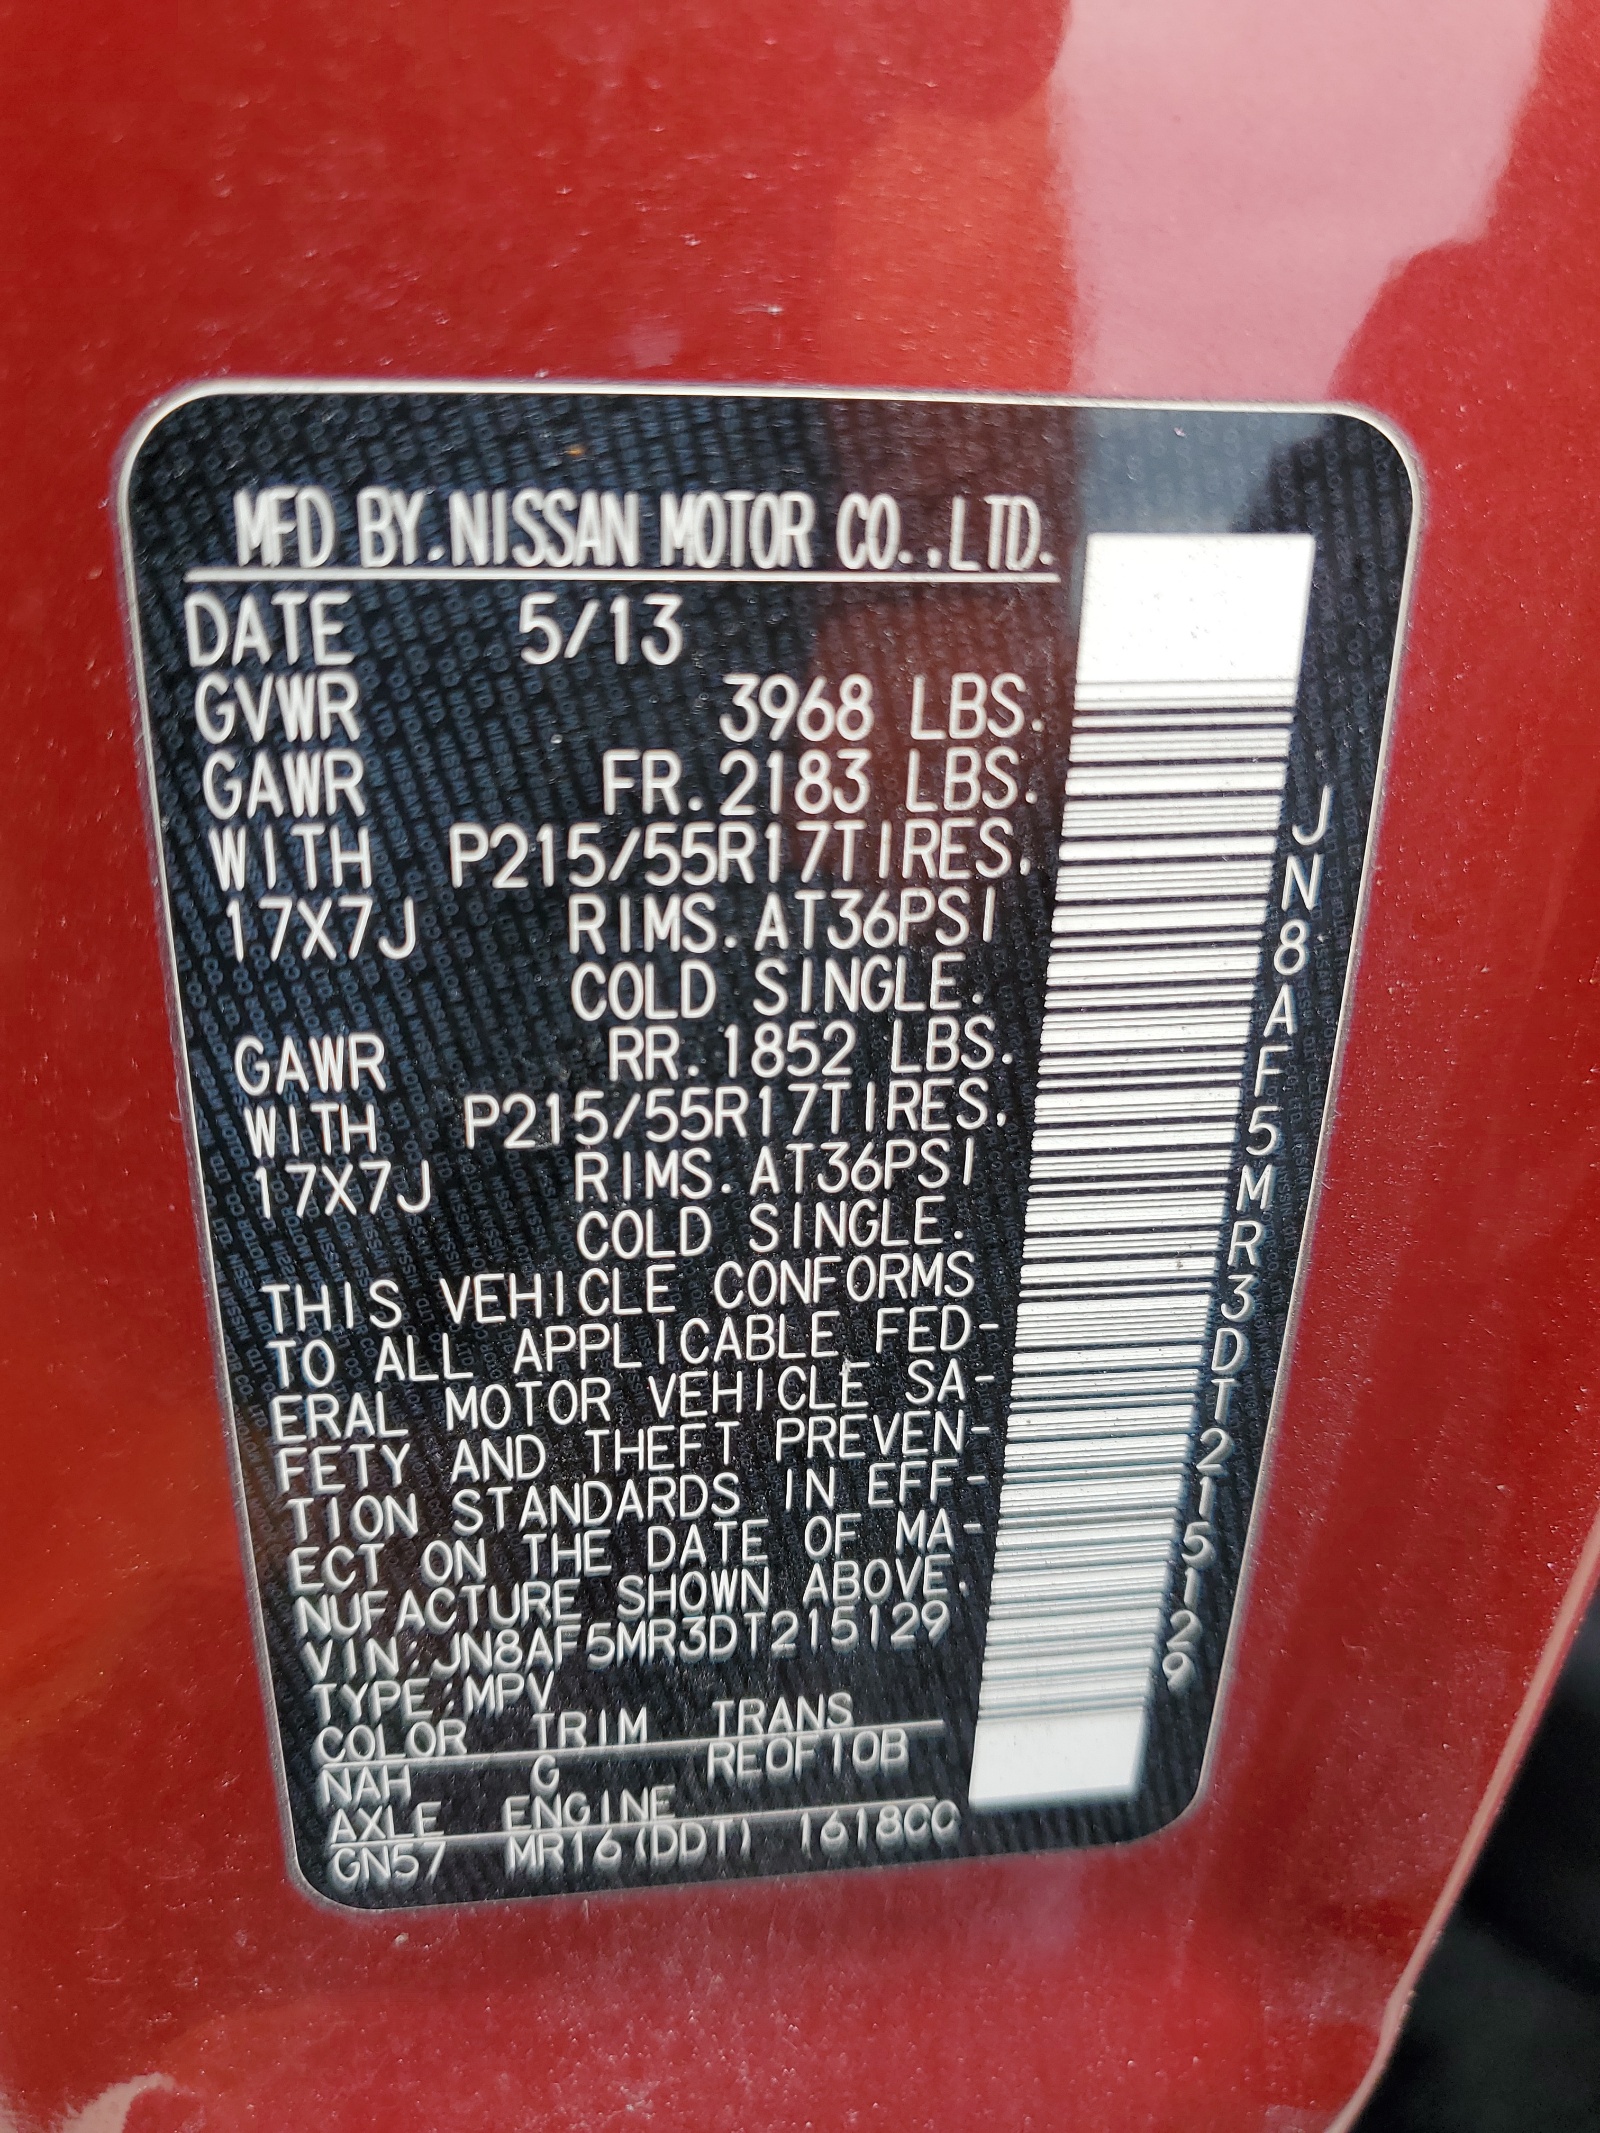 MFD BY.NISSAN MOTOR CO.,LTD.
DATE 5/13
GVWR 3968 LBS.
GAWR FR.2183 LBS.
WITH P215/55R17TIRES.
17X7J RIMS.AT36PSI
COLD SINGLE.
GAWR RR.1852 LBS.
WITH P215/55R17TIRES.
17X7J RIMS.AT36PSI
COLD SINGLE.
THIS VEHICLE CONFORMS
TO ALL APPLICABLE FED-
ERAL MOTOR VEHICLE SA-
FETY AND THEFT PREVEN-
TION STANDARDS IN EFF-
ECT ON THE DATE OF MA-
NUFACTURE SHOWN ABOVE.
VIN:JN8AF5MR3DT215129
TYPE:MPV
COLOR TRIM TRANS
NAH G RE0F10B
AXLE ENGINE
GN57 MR16(DDT) 1618CC
JN8AF5MR3DT215129